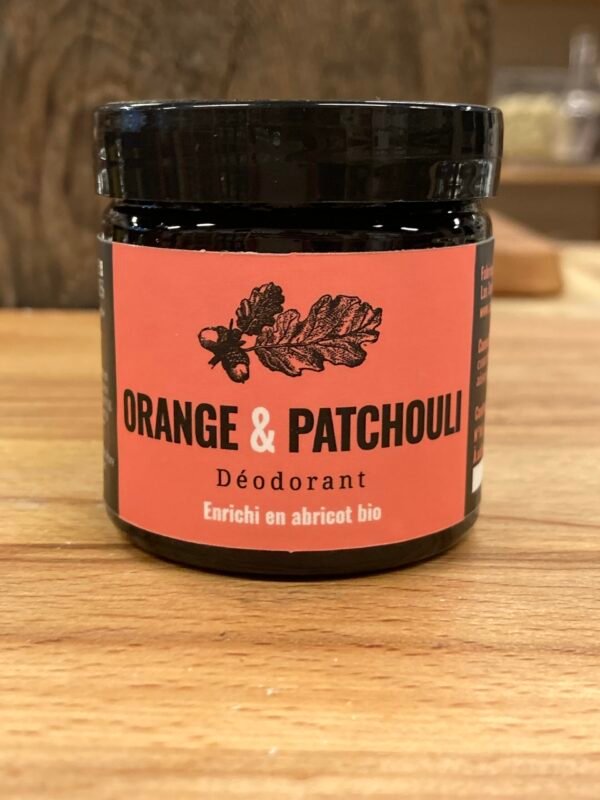 ORANGE & PATCHOULI
Déodorant
Enrichi en abricot bio